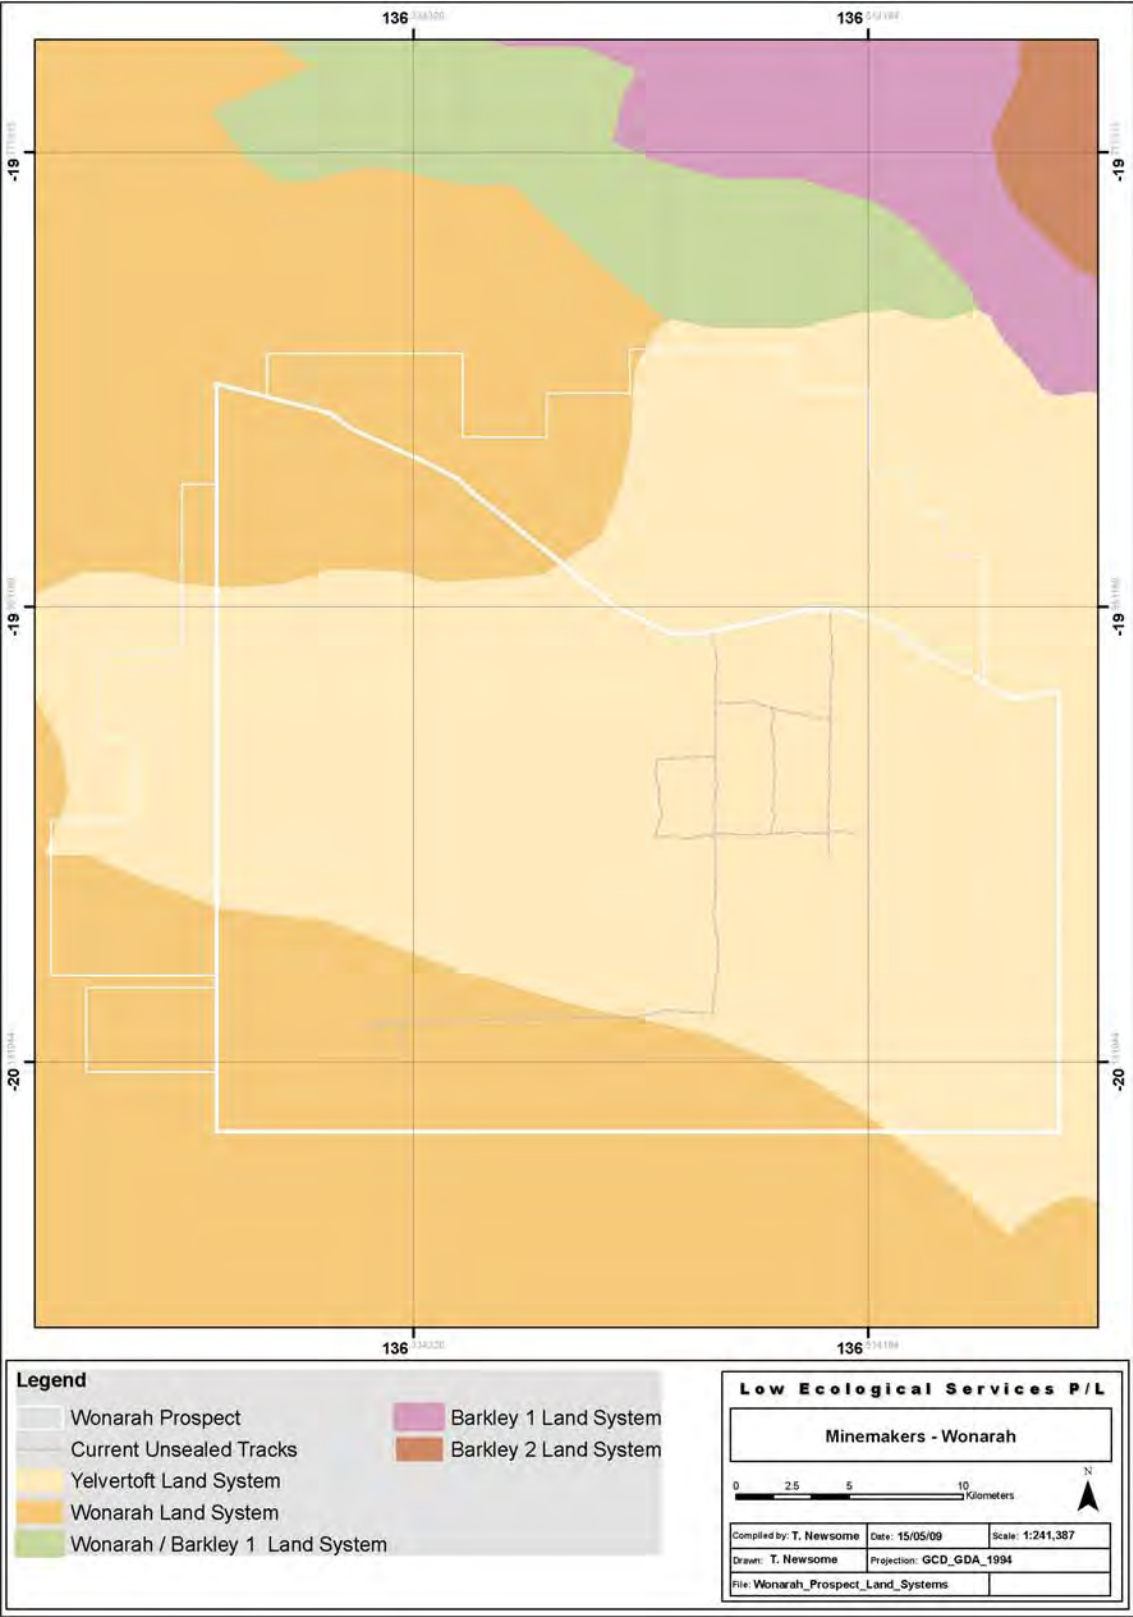 136 136
-19 -19
-19 -19
-20 -20
136 136
Legend
Wonarah Prospect
Current Unsealed Tracks
Yelvertoft Land System
Wonarah Land System
Wonarah / Barkley 1 Land System
Barkley 1 Land System
Barkley 2 Land System
Low Ecological Services P/L
Minemakers - Wonarah
0 2.5 5 10
Kilometers
N
Compiled by: T. Newsome Date: 15/05/09 Scale: 1:241,387
Drawn: T. Newsome Projection: GCD_GDA_1994
File: Wonarah_Prospect_Land_Systems